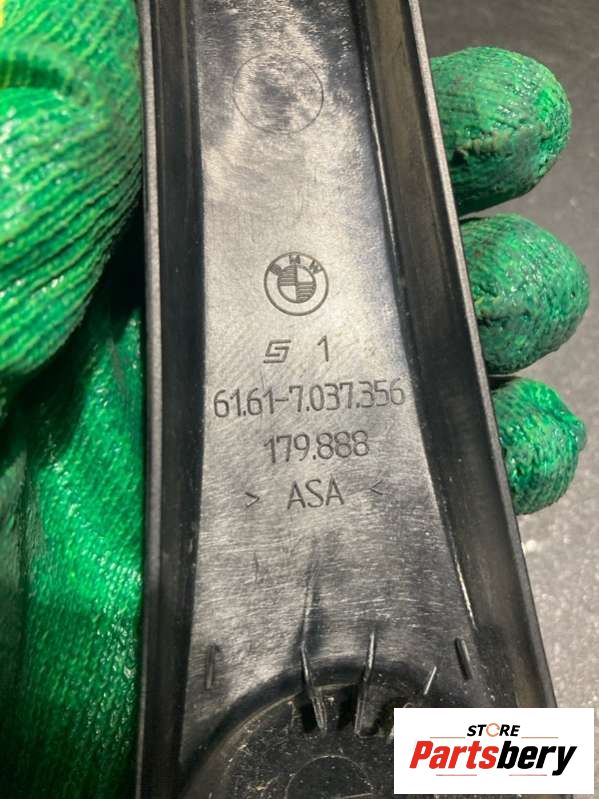 BMW
S 1
61.61-7.037.356
179.888
> ASA <
STORE
Partsbery